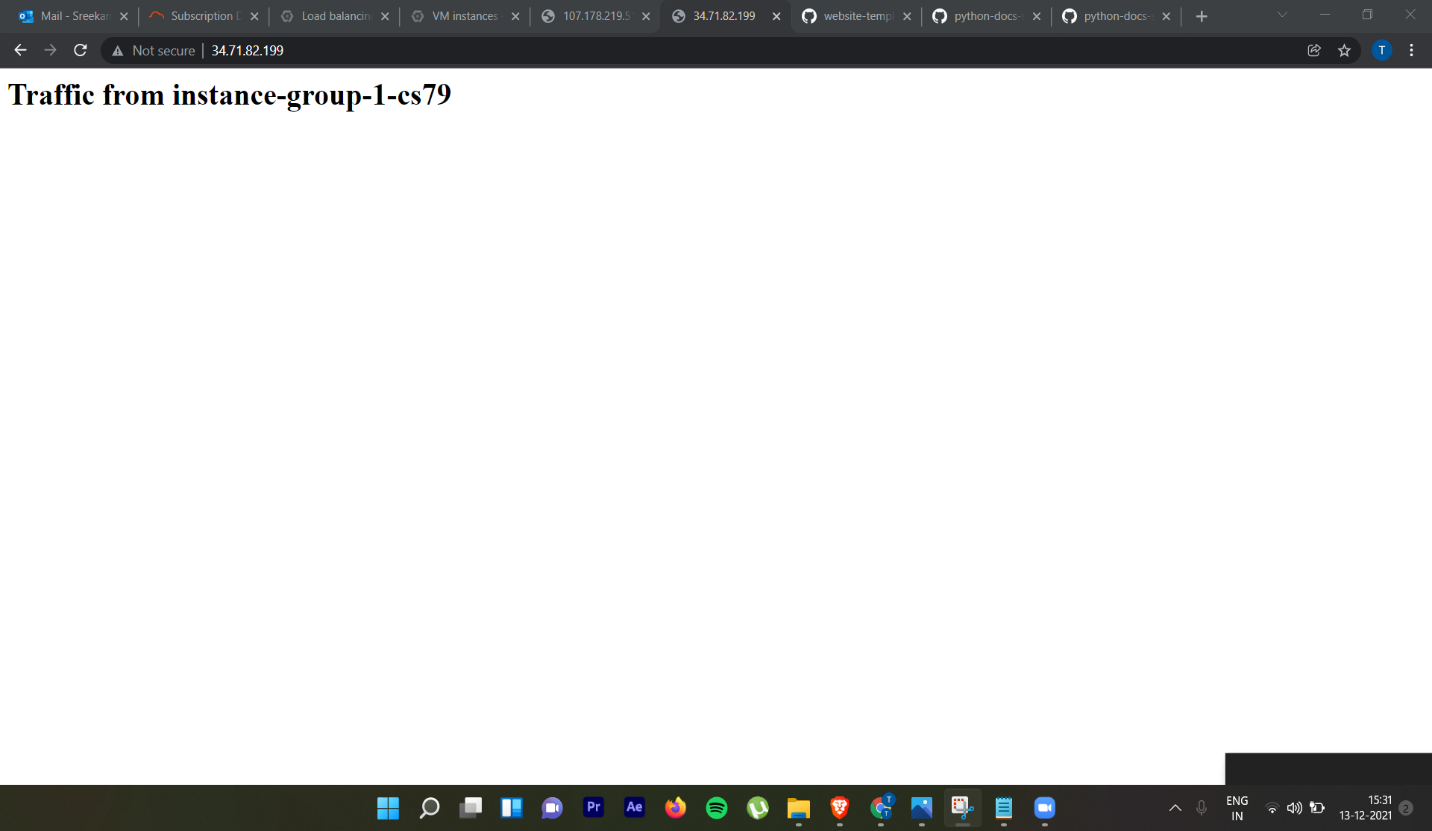 Mail - Sreekar
Subscription D
Load balancin
VM instances
107.178.219.5
34.71.82.199
website-temp
python-docs-
python-docs-
Not secure
34.71.82.199
T
Traffic from instance-group-1-cs79
Pr
Ae
T
T
ENG
IN
15:31
13-12-2021
2